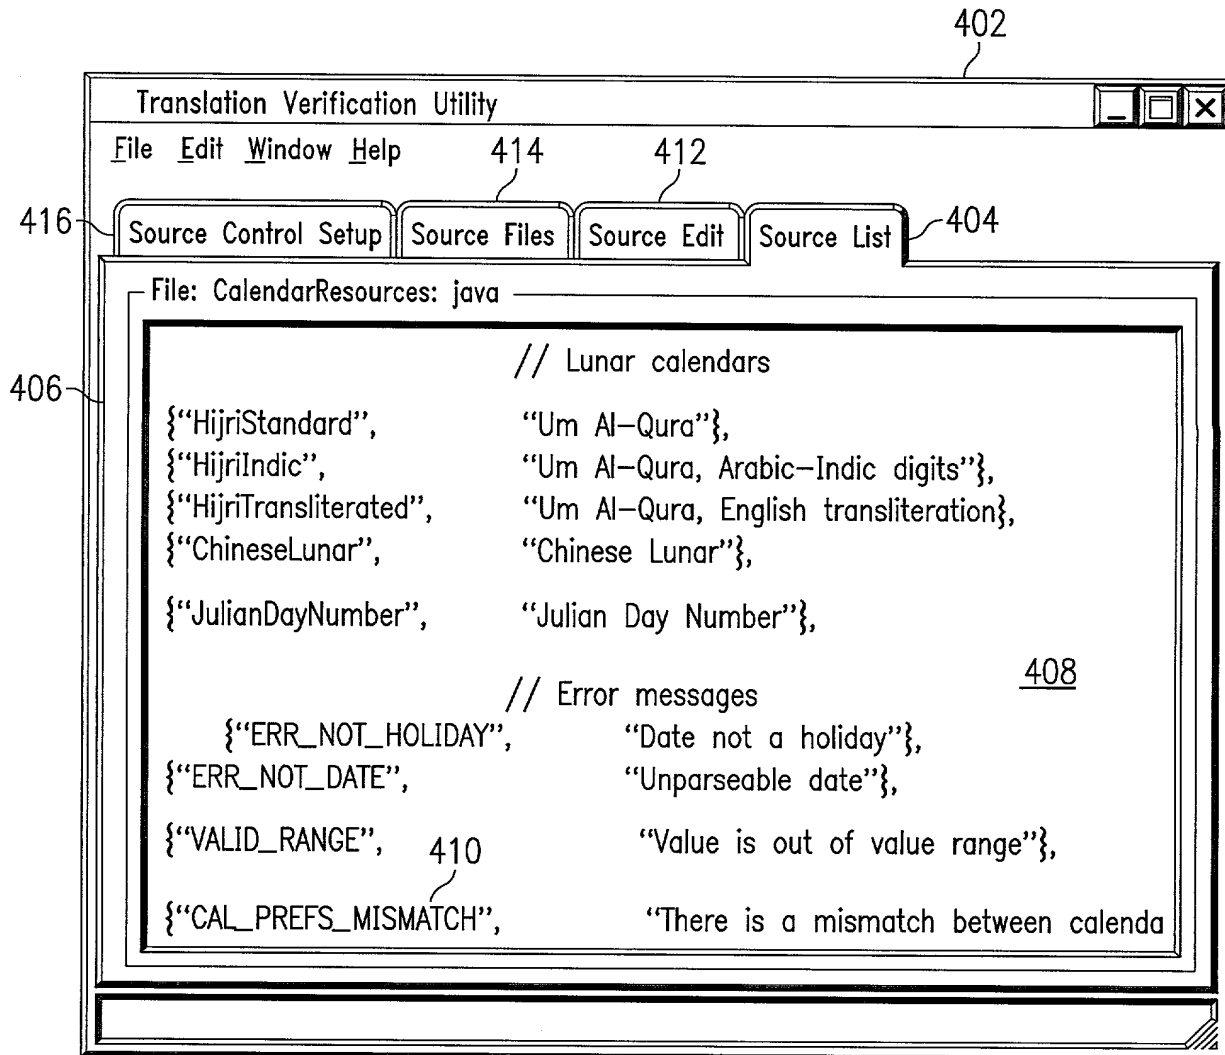 402
Translation Verification Utility
File Edit Window Help
414
412
416
Source Control Setup
Source Files
Source Edit
Source List
404
File: CalendarResources: java
406
// Lunar calendars
{“HijriStandard”, “Um Al-Qura”},
{“HijriIndic”, “Um Al-Qura, Arabic-Indic digits”},
{“HijriTransliterated”, “Um Al-Qura, English transliteration},
{“ChineseLunar”, “Chinese Lunar”},
{“JulianDayNumber”, “Julian Day Number”},
408
// Error messages
{“ERR_NOT_HOLIDAY”, “Date not a holiday”},
{“ERR_NOT_DATE”, “Unparseable date”},
{“VALID_RANGE”, “Value is out of value range”},
410
{“CAL_PREFS_MISMATCH”, “There is a mismatch between calenda